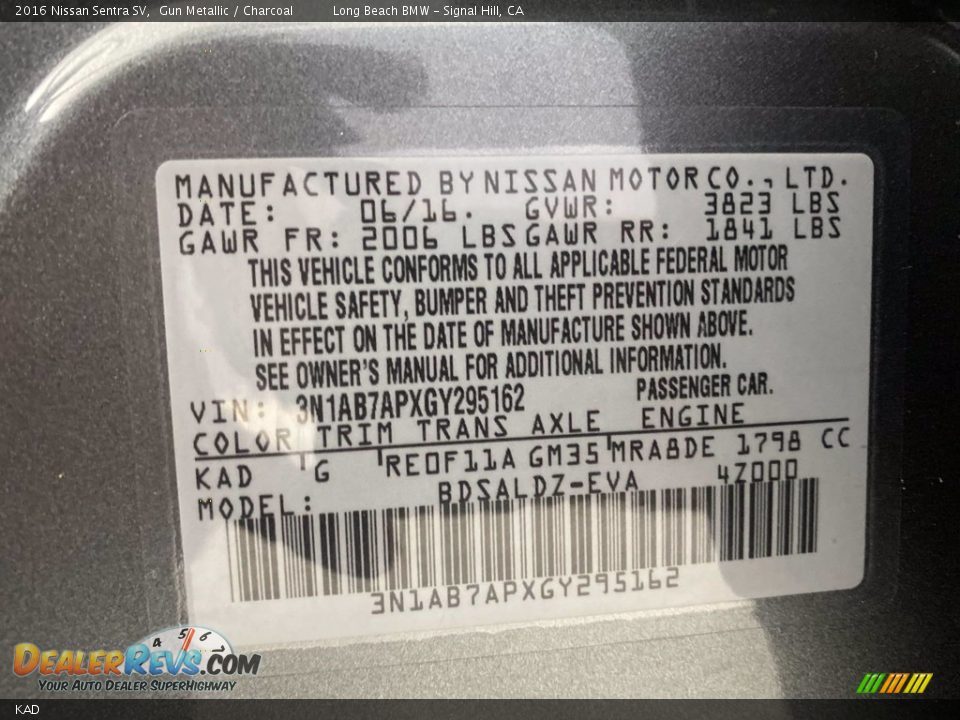 2016 Nissan Sentra SV, Gun Metallic / Charcoal Long Beach BMW - Signal Hill, CA
MANUFACTURED BY NISSAN MOTOR CO., LTD.
DATE: 06/16. GVWR: 3823 LBS
GAWR FR: 2006 LBS GAWR RR: 1841 LBS
THIS VEHICLE CONFORMS TO ALL APPLICABLE FEDERAL MOTOR
VEHICLE SAFETY, BUMPER AND THEFT PREVENTION STANDARDS
IN EFFECT ON THE DATE OF MANUFACTURE SHOWN ABOVE.
SEE OWNER'S MANUAL FOR ADDITIONAL INFORMATION.
VIN: 3N1AB7APXGY295162 PASSENGER CAR.
COLOR TRIM TRANS AXLE ENGINE
KAD G RE0F11A GM35 MRA8DE 1798 CC
MODEL: BDSALDZ-EVA 4Z000
3N1AB7APXGY295162
4 5 6
DEALERREVS.COM
YOUR AUTO DEALER SUPERHIGHWAY
KAD